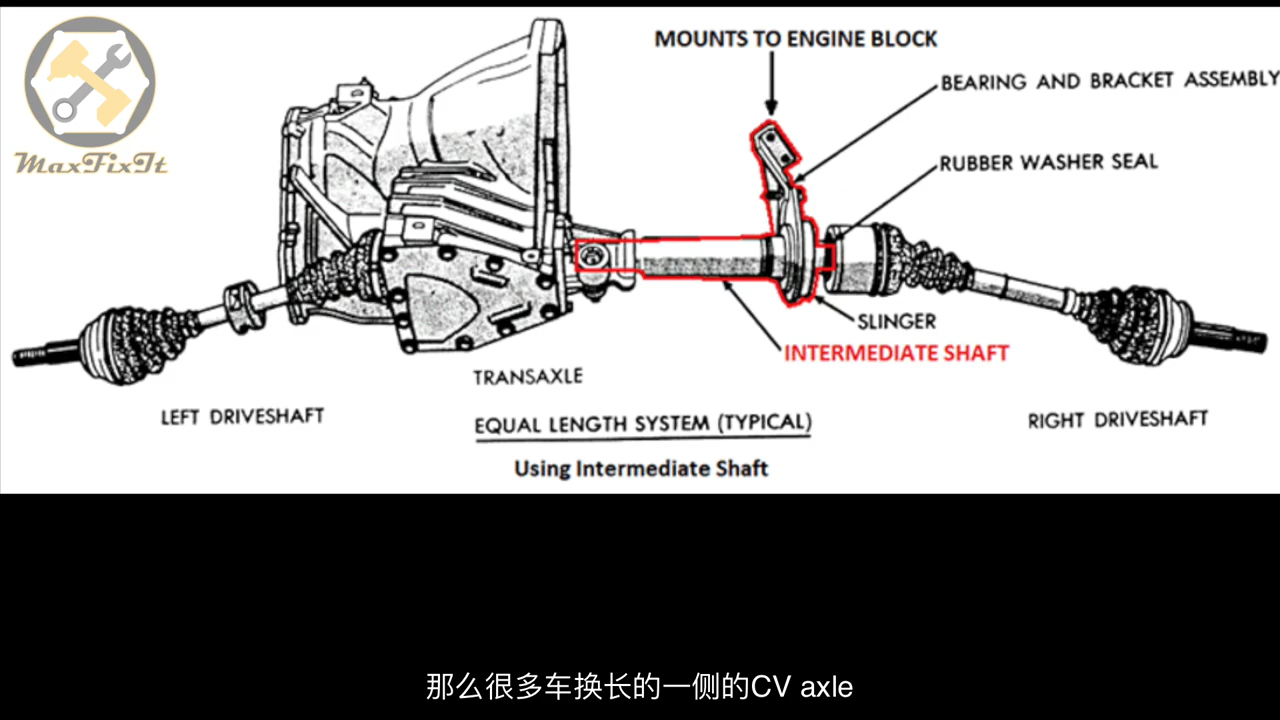 MaxFixIt
MOUNTS TO ENGINE BLOCK
BEARING AND BRACKET ASSEMBLY
RUBBER WASHER SEAL
SLINGER
INTERMEDIATE SHAFT
TRANSAXLE
LEFT DRIVESHAFT
EQUAL LENGTH SYSTEM (TYPICAL)
RIGHT DRIVESHAFT
Using Intermediate Shaft
那么很多车换长的一侧的CV axle